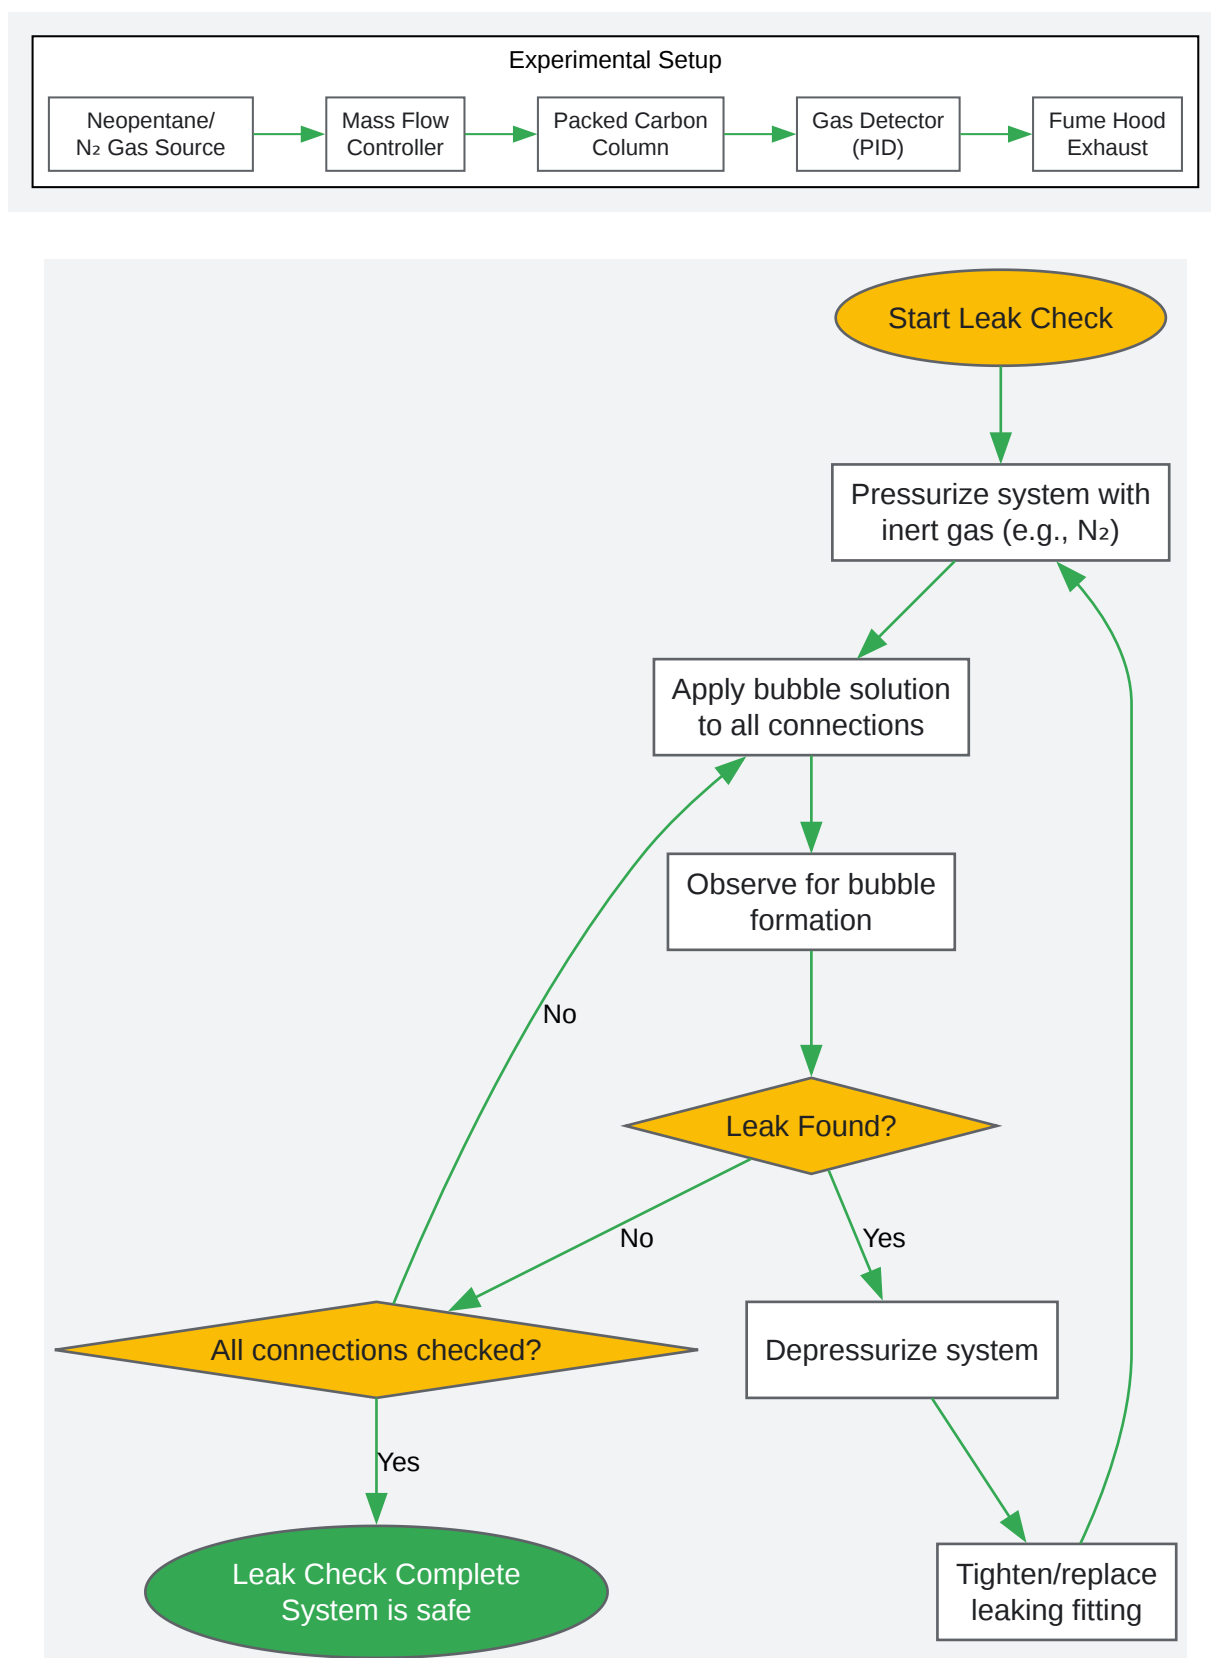 Experimental Setup
Neopentane/
N₂ Gas Source
Mass Flow
Controller
Packed Carbon
Column
Gas Detector
(PID)
Fume Hood
Exhaust
Start Leak Check
Pressurize system with
inert gas (e.g., N₂)
Apply bubble solution
to all connections
Observe for bubble
formation
No
Leak Found?
No
Yes
All connections checked?
Depressurize system
Yes
Leak Check Complete
System is safe
Tighten/replace
leaking fitting